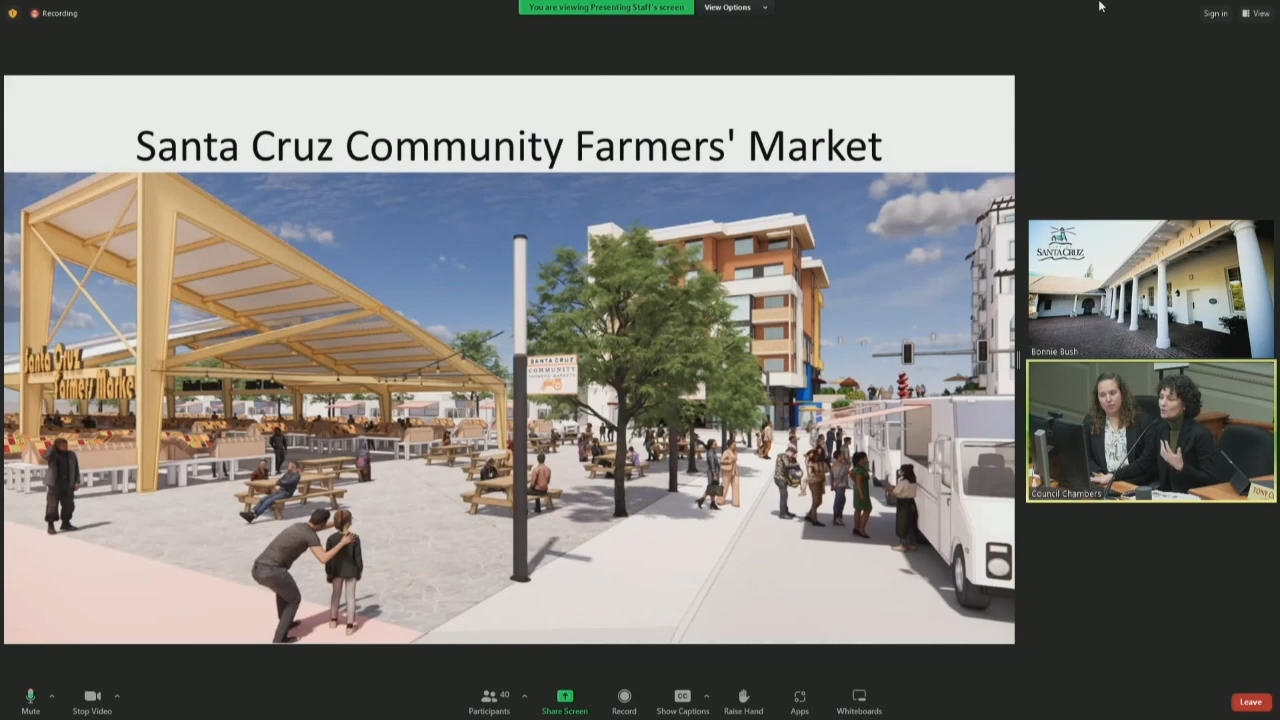 Recording
You are viewing Presenting Staff's screen
View Options
Sign in
View
Santa Cruz Community Farmers' Market
Santa Cruz
Farmers Marke
SANTA CRUZ
COMMUNITY
HALL
SANTA CRUZ
Bonnie Bush
Council Chambers
Mute
Stop Video
Participants
40
Share Screen
CC
Show Captions
Record
Raise Hand
Apps
Whiteboards
Leave